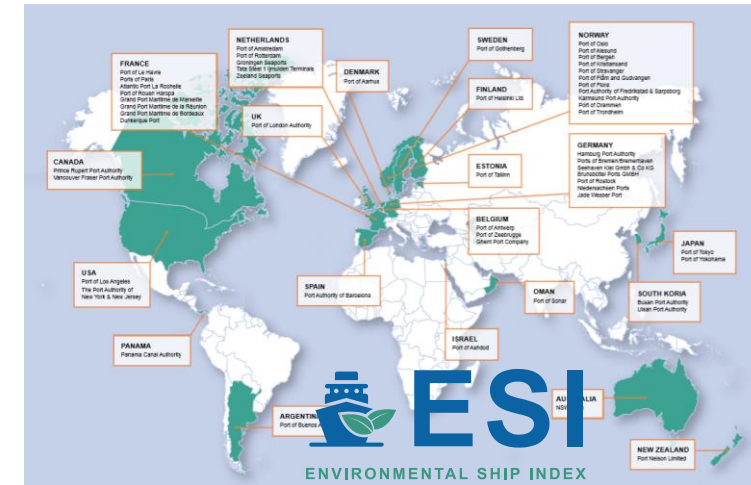 FRANCE
Port of Le Havre
Ports of Paris
Atlantic Port La Rochelle
Port of Rouen Haropa
Grand Port Maritime de Marseille
Grand Port Maritime de la Réunion
Grand Port Maritime de Bordeaux
Dunkerque Port
NETHERLANDS
Port of Amsterdam
Port of Rotterdam
Groningen Seaports
Tata Steel IJmuiden Terminals
Zeeland Seaports
DENMARK
Port of Aarhus
UK
Port of London Authority
SWEDEN
Port of Gothenberg
FINLAND
Port of Helsinki Ltd
NORWAY
Port of Oslo
Port of Alesund
Port of Bergen
Port of Kristiansand
Port of Stravanger
Port of Flåm and Gudvangen
Port of Flora
Port Authority of Fredrikstad & Sarpsborg
Karmsund Port Authority
Port of Drammen
Port of Trondheim
ESTONIA
Port of Tallinn
GERMANY
Hamburg Port Authority
Ports of Bremen/Bremerhaven
Seehaven Kiel GmbH & Co KG
Brunsbüttel Ports GMBH
Port of Rostock
Niedersachsen Ports
Jade Wesser Port
CANADA
Prince Rupert Port Authority
Vancouver Fraser Port Authority
BELGIUM
Port of Antwerp
Port of Zeebrugge
Ghent Port Company
JAPAN
Port of Tokyo
Port of Yokohama
USA
Port of Los Angeles
The Port Authority of
New York & New Jersey
SPAIN
Port Authority of Barcelona
OMAN
Port of Sohar
SOUTH KORIA
Busan Port Authority
Ulsan Port Authority
PANAMA
Panama Canal Authority
ISRAEL
Port of Ashdod
ARGENTINA
Port of Buenos
AUSTRALIA
NSW
NEW ZEALAND
Port Nelson Limited
ESI
ENVIRONMENTAL SHIP INDEX